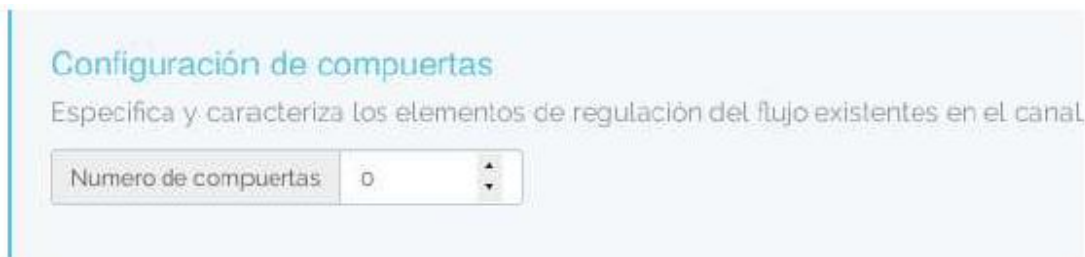 Configuración de compuertas
Especifica y caracteriza los elementos de regulación del flujo existentes en el canal.
Numero de compuertas 0